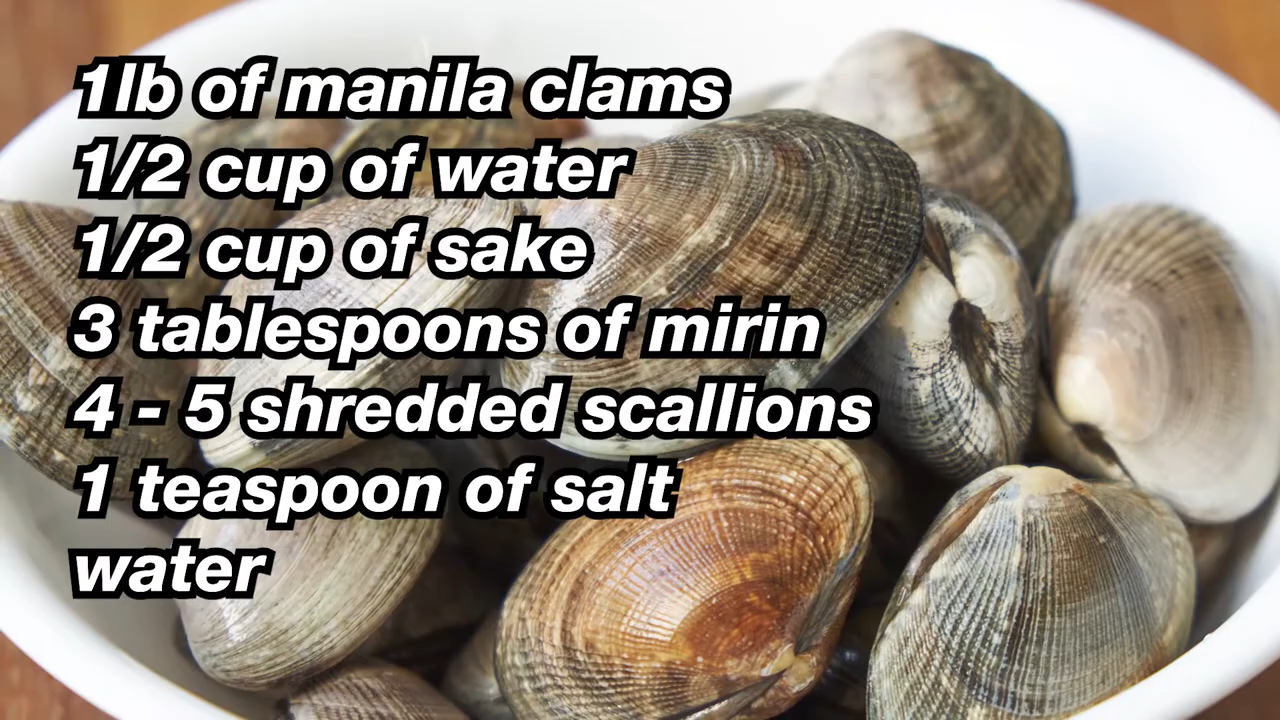 1lb of manila clams
1/2 cup of water
1/2 cup of sake
3 tablespoons of mirin
4 - 5 shredded scallions
1 teaspoon of salt
water